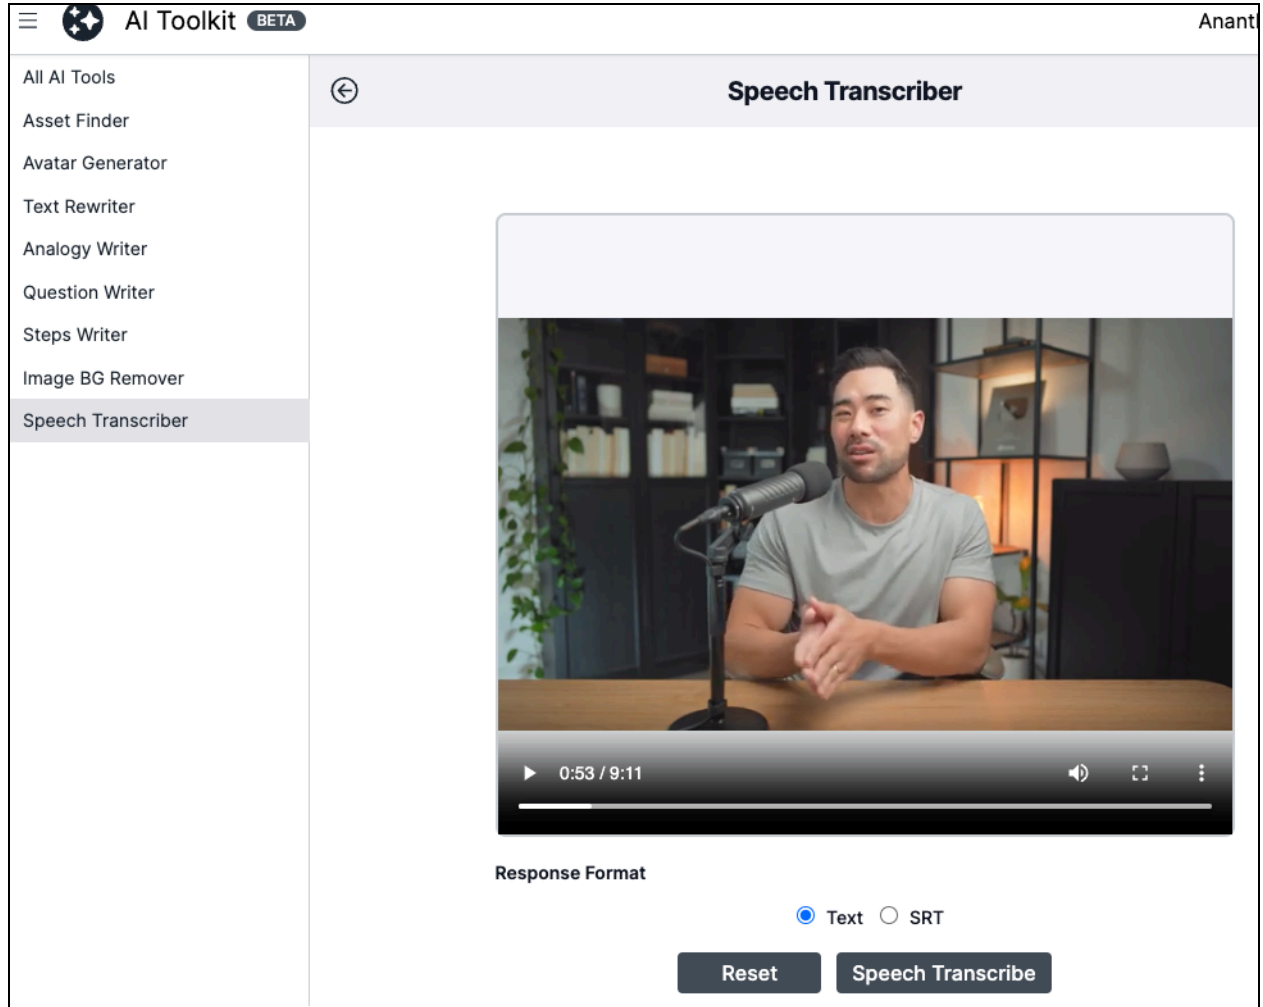 AI Toolkit BETA
Anant
All AI Tools
Asset Finder
Avatar Generator
Text Rewriter
Analogy Writer
Question Writer
Steps Writer
Image BG Remover
Speech Transcriber
Speech Transcriber
0:53 / 9:11
Response Format
Text SRT
Reset Speech Transcribe